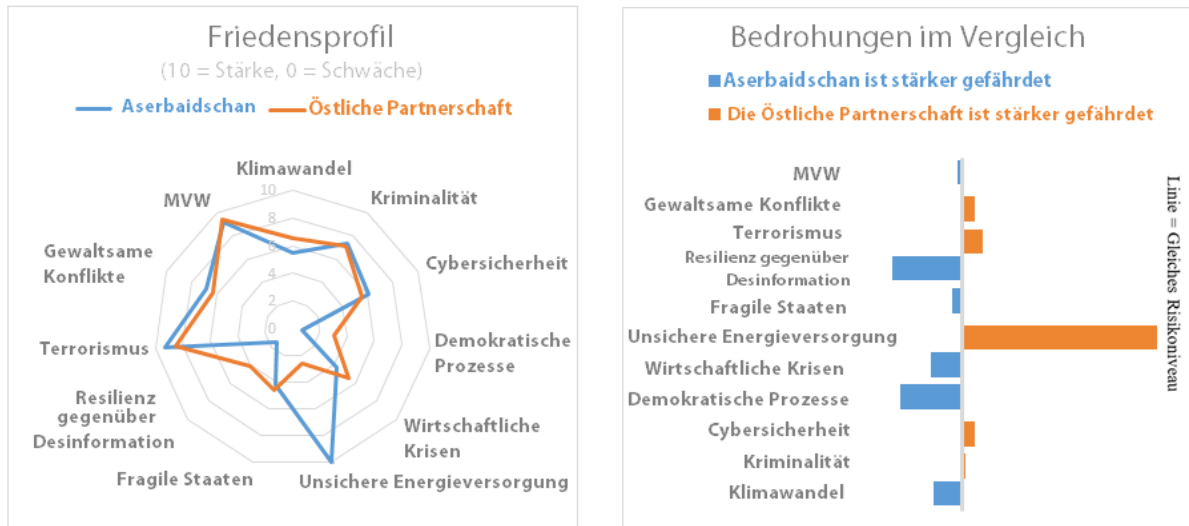 Friedensprofil
(10 = Stärke, 0 = Schwäche)
Aserbaidschan
Östliche Partnerschaft
Klimawandel
Kriminalität
Cybersicherheit
Demokratische
Prozesse
Wirtschaftliche
Krisen
Unsichere Energieversorgung
Fragile Staaten
Resilienz
gegenüber
Desinformation
Terrorismus
Gewaltsame
Konflikte
MVW
10
8
6
4
2
0
Bedrohungen im Vergleich
Aserbaidschan ist stärker gefährdet
Die Östliche Partnerschaft ist stärker gefährdet
MVW
Gewaltsame Konflikte
Terrorismus
Resilienz gegenüber
Desinformation
Fragile Staaten
Unsichere Energieversorgung
Wirtschaftliche Krisen
Demokratische Prozesse
Cybersicherheit
Kriminalität
Klimawandel
Linie = Gleiches Risikoniveau